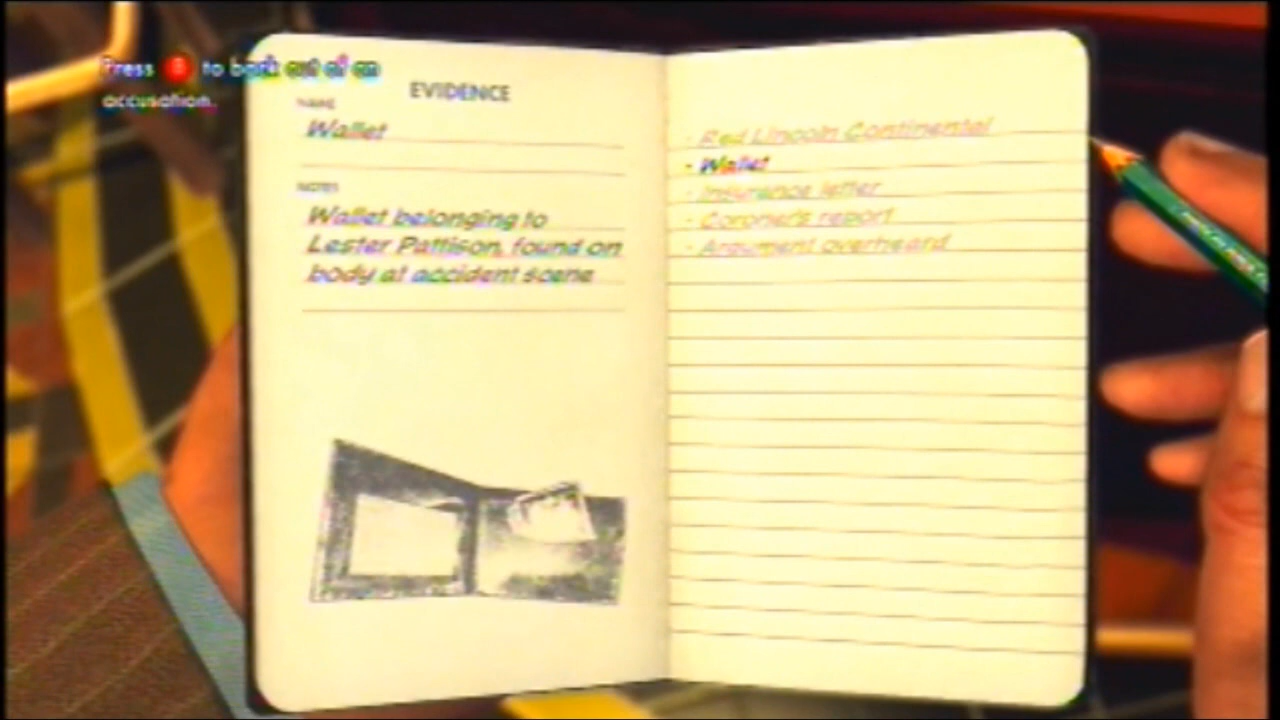 Press B to back out of an
accusation.
EVIDENCE
NAME
Wallet
NOTES
Wallet belonging to
Lester Pattison, found on
body at accident scene
- Red Lincoln Continental
- Wallet
- Insurance letter
- Coroner's report
- Argument overheard